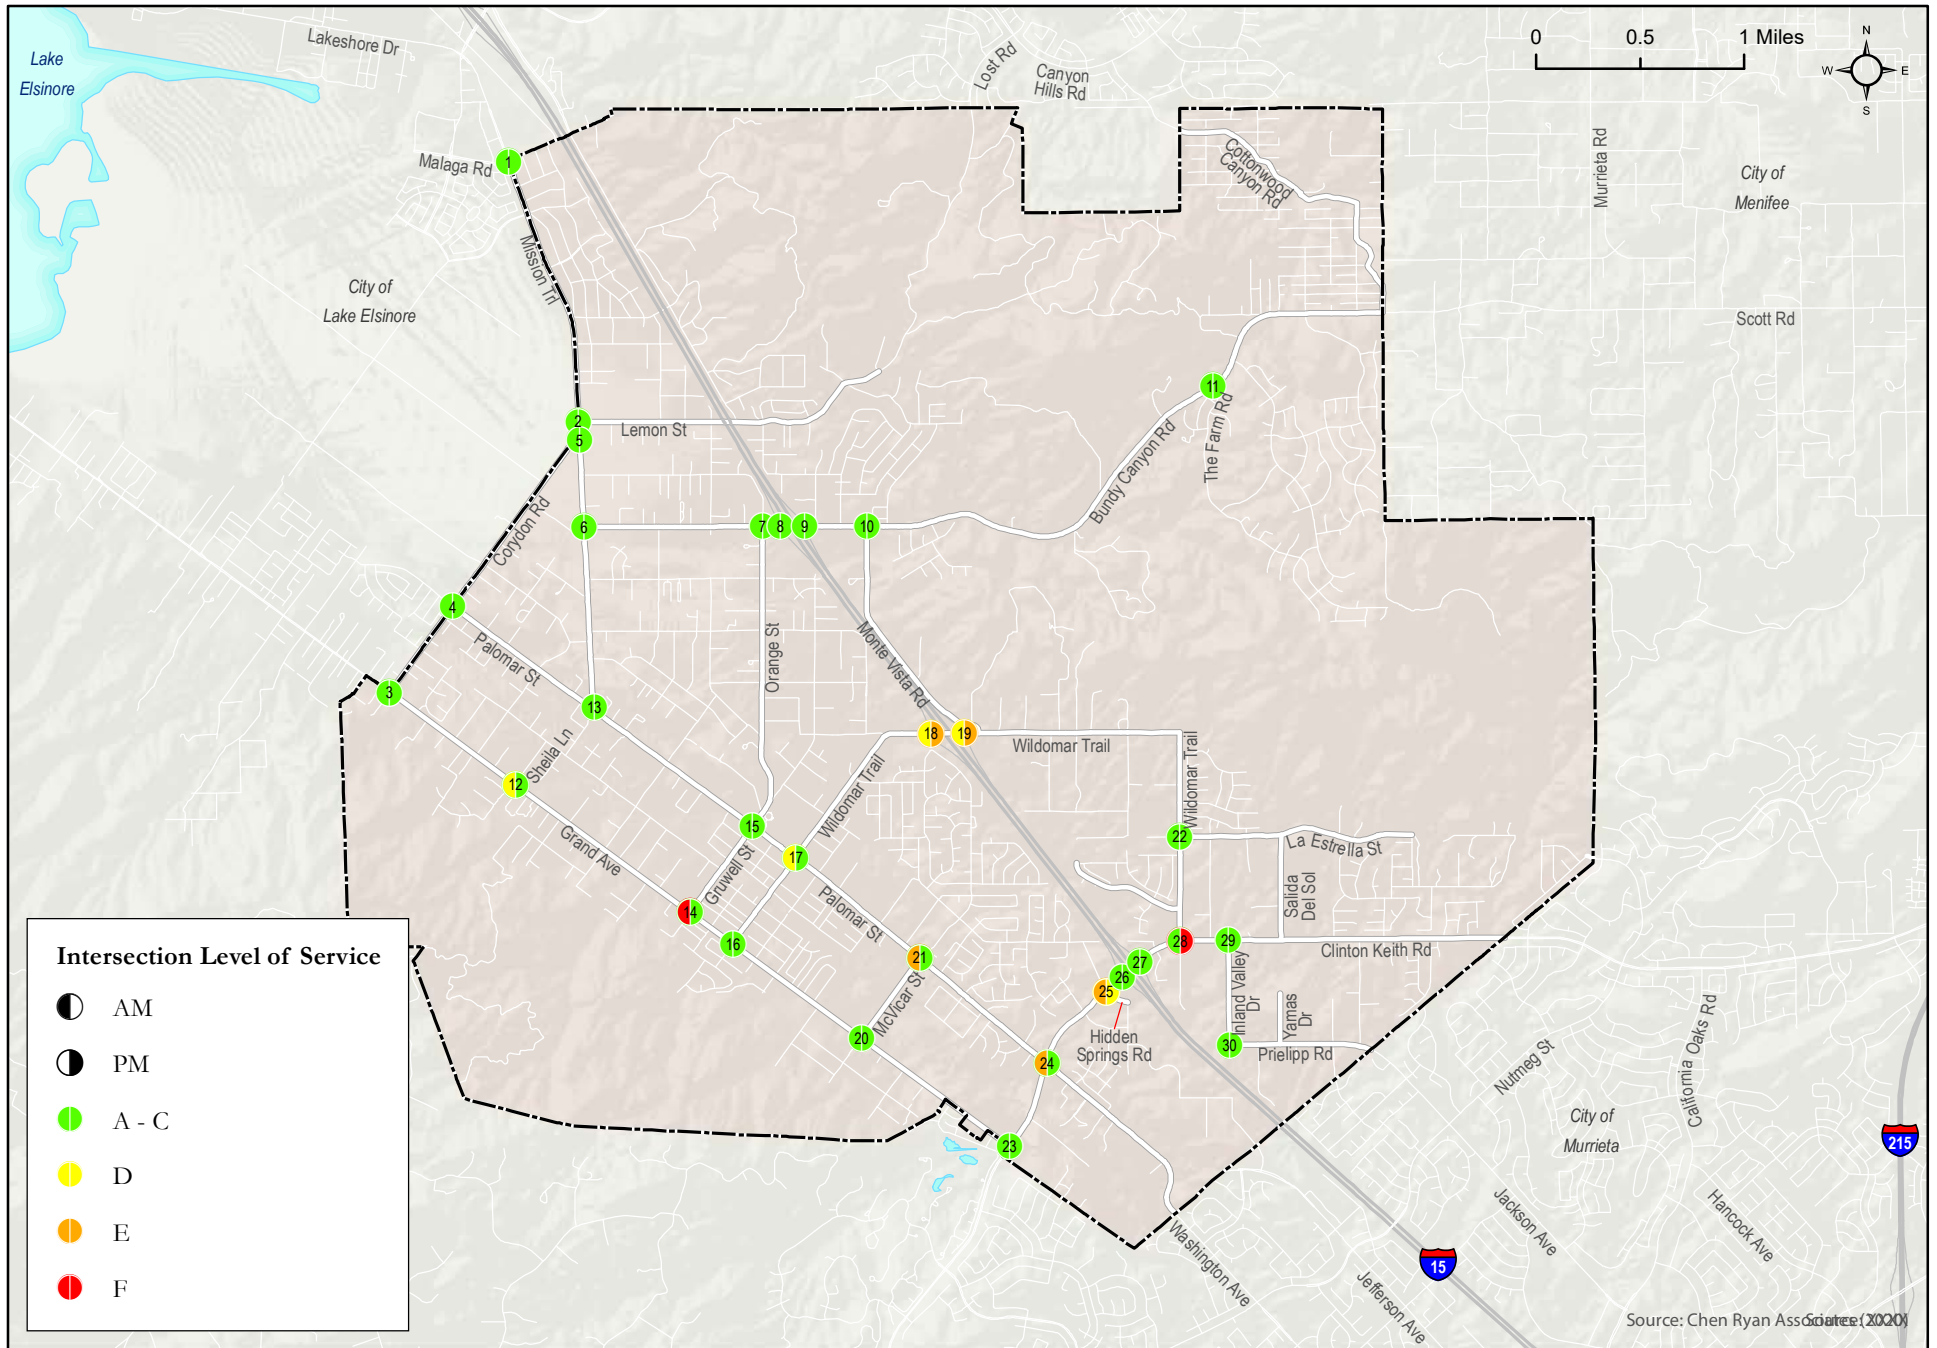 Lake
Elsinore
Lakeshore Dr
Lost Rd
Canyon
Hills Rd
0 0.5 1 Miles
N
W E
S
Malaga Rd
1
Mission Trl
Cottonwood
Canyon Rd
Murrieta Rd
City of
Menifee
City of
Lake Elsinore
Scott Rd
2
5
Lemon St
11
The Farm Rd
Bundy Canyon Rd
Corydon Rd
6
7
8
9
10
4
Palomar St
Orange St
Monte Vista Rd
3
13
18
19
Wildomar Trail
Sheila Ln
12
Wildomar Trail
Wildomar Trail
15
Grand Ave
Gruwell St
17
22
La Estrella St
Salida
Del Sol
14
16
Palomar St
21
28
29
Clinton Keith Rd
McVicar St
27
26
25
Inland Valley
Dr
Yamas
Dr
Hidden
Springs Rd
20
24
30
Prielipp Rd
23
Nutmeg St
California Oaks Rd
City of
Murrieta
215
Jackson Ave
Hancock Ave
Washington Ave
15
Jefferson Ave
Intersection Level of Service
AM
PM
A - C
D
E
F
Source: Chen Ryan Associates